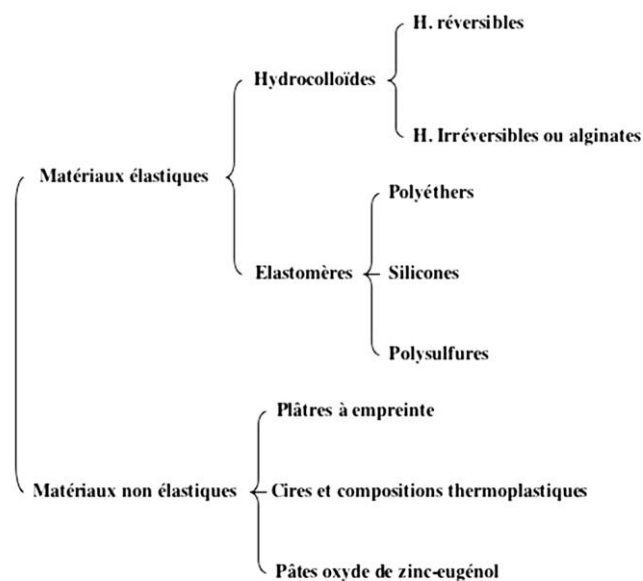 H. réversibles
Hydrocolloïdes
H. Irréversibles ou alginates
Matériaux élastiques
Polyéthers
Elastomères
Silicones
Polysulfures
Plâtres à empreinte
Matériaux non élastiques
Cires et compositions thermoplastiques
Pâtes oxyde de zinc-eugénol